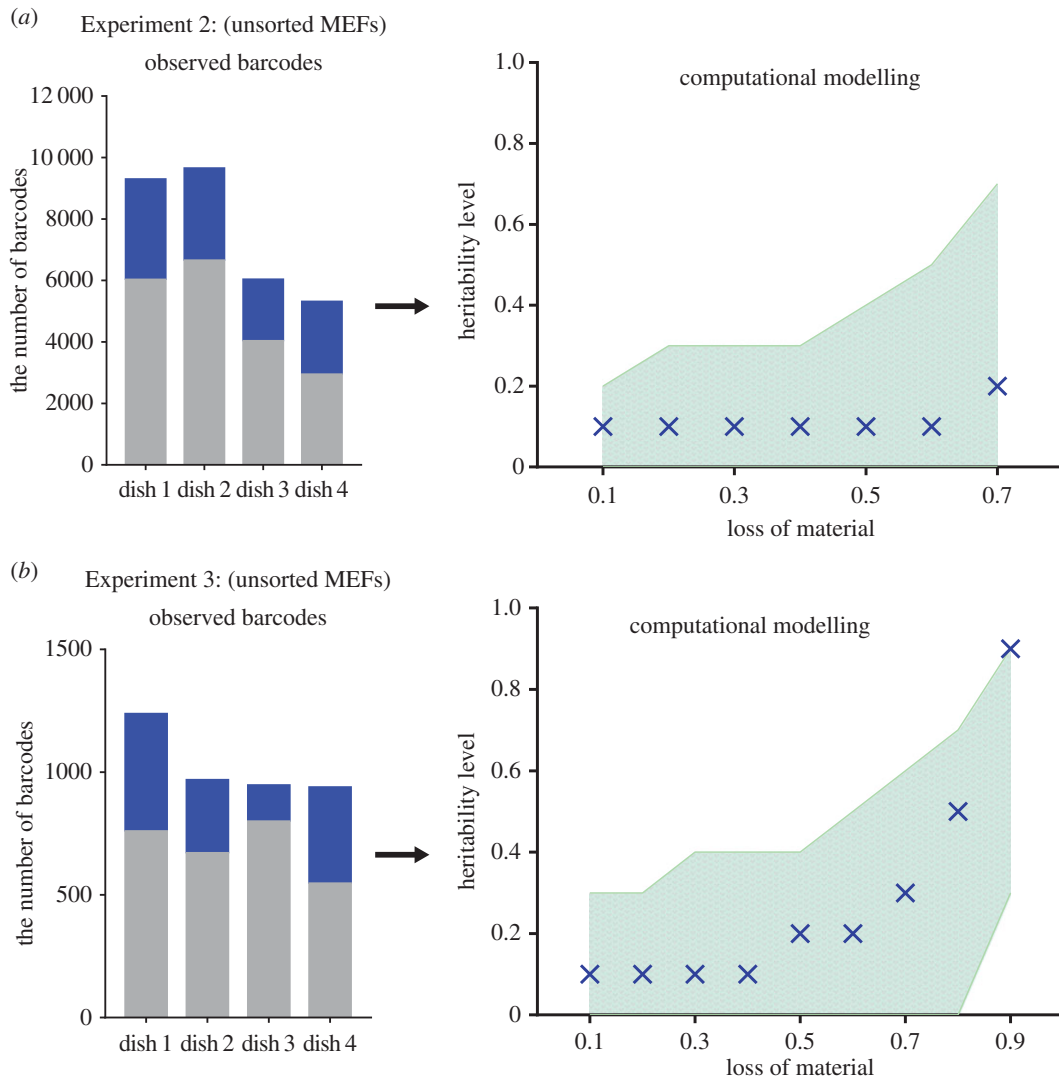 (a)
Experiment 2: (unsorted MEFs)
observed barcodes
the number of barcodes
12 000
10 000
8000
6000
4000
2000
0
dish 1 dish 2 dish 3 dish 4
computational modelling
heritability level
1.0
0.8
0.6
0.4
0.2
0
0.1 0.3 0.5 0.7
loss of material
(b)
Experiment 3: (unsorted MEFs)
observed barcodes
the number of barcodes
1500
1000
500
0
dish 1 dish 2 dish 3 dish 4
computational modelling
heritability level
1.0
0.8
0.6
0.4
0.2
0
0.1 0.3 0.5 0.7 0.9
loss of material